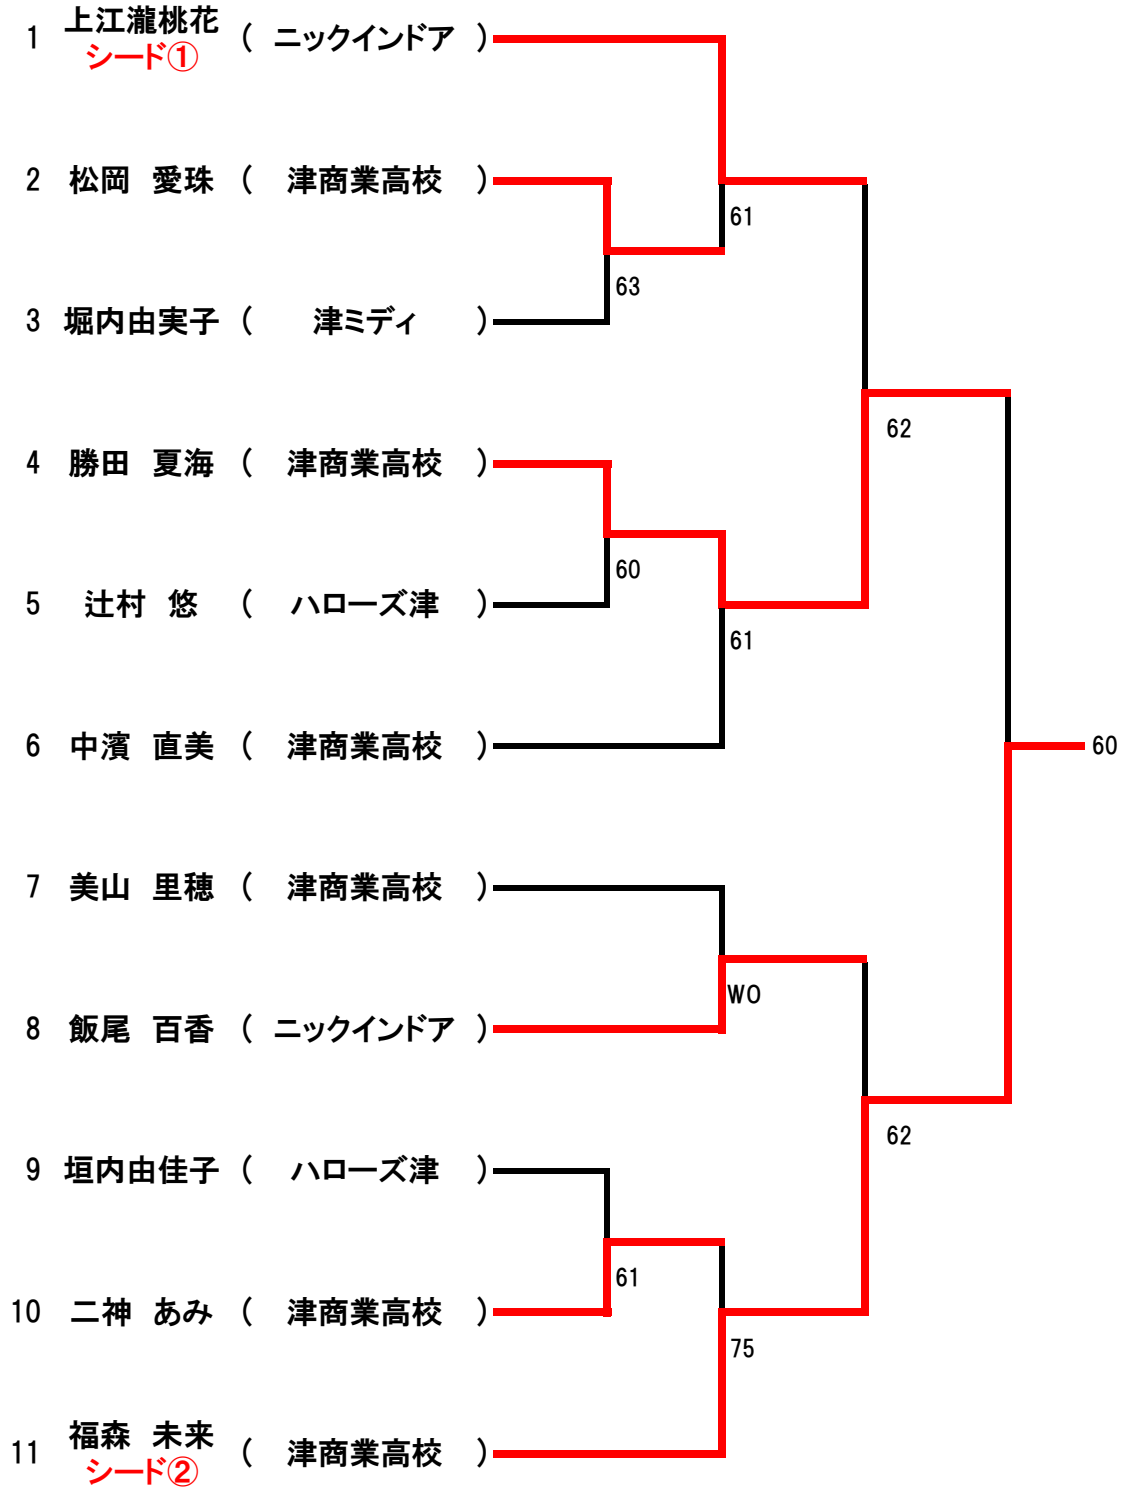 1 上江瀧桃花 ( ニックインドア )
シード①
2 松岡 愛珠 ( 津商業高校 )
61
63
3 堀内由実子 ( 津ミディ )
62
4 勝田 夏海 ( 津商業高校 )
60
5 辻村 悠 ( ハローズ津 )
61
6 中濱 直美 ( 津商業高校 )
60
7 美山 里穂 ( 津商業高校 )
WO
8 飯尾 百香 ( ニックインドア )
62
9 垣内由佳子 ( ハローズ津 )
61
10 二神 あみ ( 津商業高校 )
75
11 福森 未来 ( 津商業高校 )
シード②